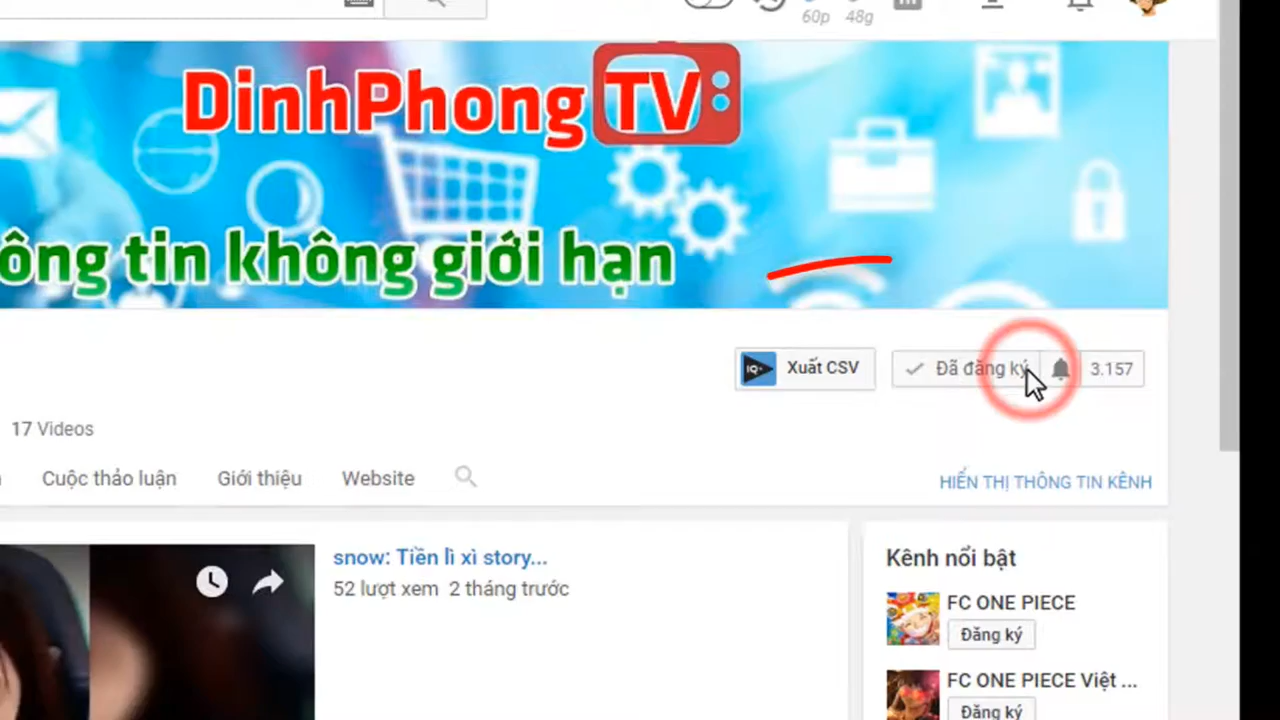 60p 48g
DinhPhong TV
ông tin không giới hạn
IQ Xuất CSV
Đã đăng ký 3.157
17 Videos
Cuộc thảo luận Giới thiệu Website
HIỂN THỊ THÔNG TIN KÊNH
snow: Tiền lì xì story...
52 lượt xem 2 tháng trước
Kênh nổi bật
FC ONE PIECE
Đăng ký
FC ONE PIECE Việt ...
Đăng ký